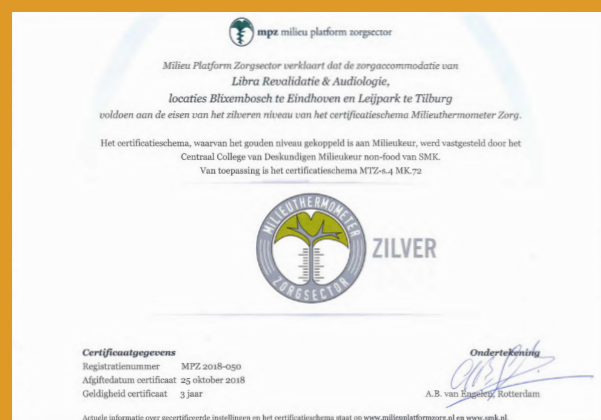 mpz milieu platform zorgsector
Milieu Platform Zorgsector verklaart dat de zorgaccommodatie van
Libra Revalidatie & Audiologie,
locaties Blixembosch te Eindhoven en Leijpark te Tilburg
voldoen aan de eisen van het zilveren niveau van het certificatieschema Milieuthermometer Zorg.
Het certificatieschema, waarvan het gouden niveau gekoppeld is aan Milieukeur, werd vastgesteld door het
Centraal College van Deskundigen Milieukeur non-food van SMK.
Van toepassing is het certificatieschema MTZ-s.4 MK.72
MILIEUTHERMOMETER
ZORGSECTOR
ZILVER
Certificaatgegevens
Registratienummer MPZ 2018-050
Afgiftedatum certificaat 25 oktober 2018
Geldigheid certificaat 3 jaar
Ondertekening
A.B. van Engelen, Rotterdam
Actuele informatie over gecertificeerde instellingen en het certificatieschema staat op www.milieuplatformzorg.nl en www.smk.nl